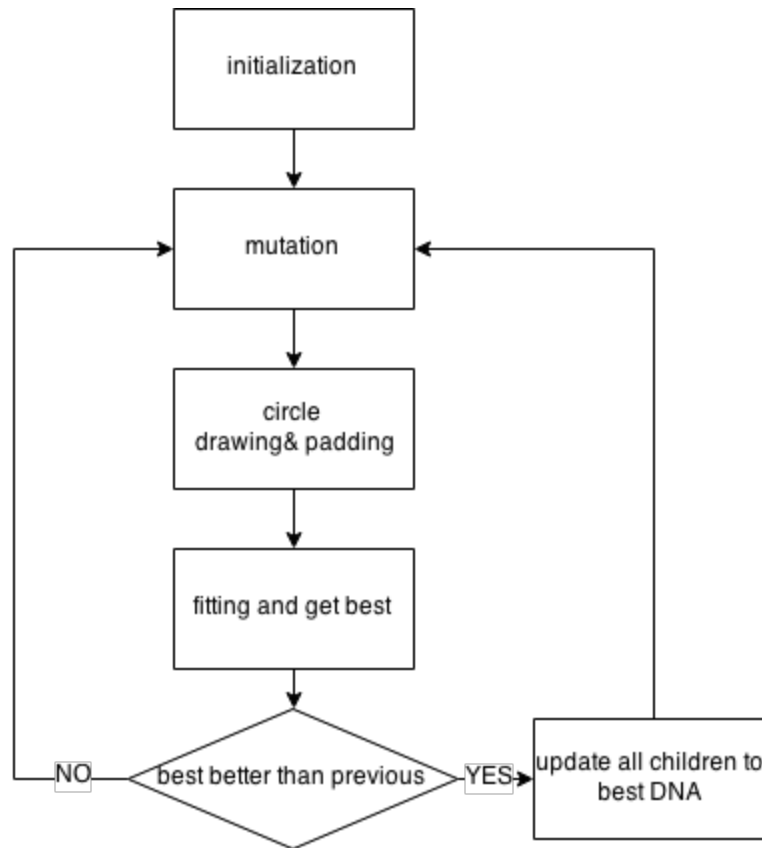 initialization
mutation
circle
drawing& padding
fitting and get best
best better than previous
NO
YES
update all children to
best DNA